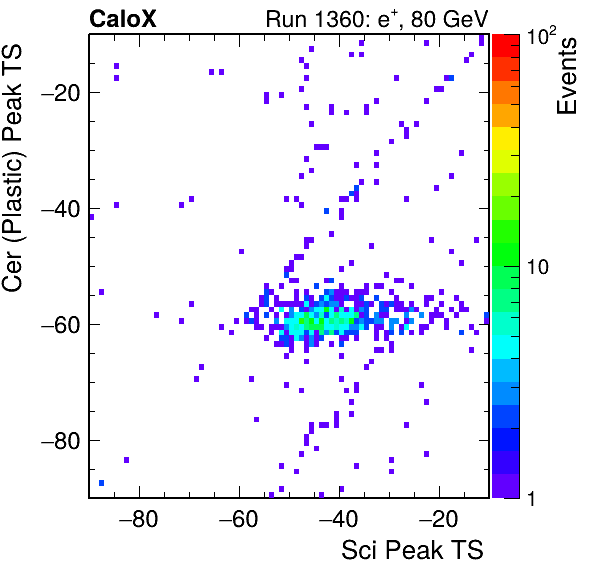 CaloX Run 1360: e⁺, 80 GeV
Cer (Plastic) Peak TS
−20
−40
−60
−80
−80 −60 −40 −20
Sci Peak TS
10²
10
1
Events